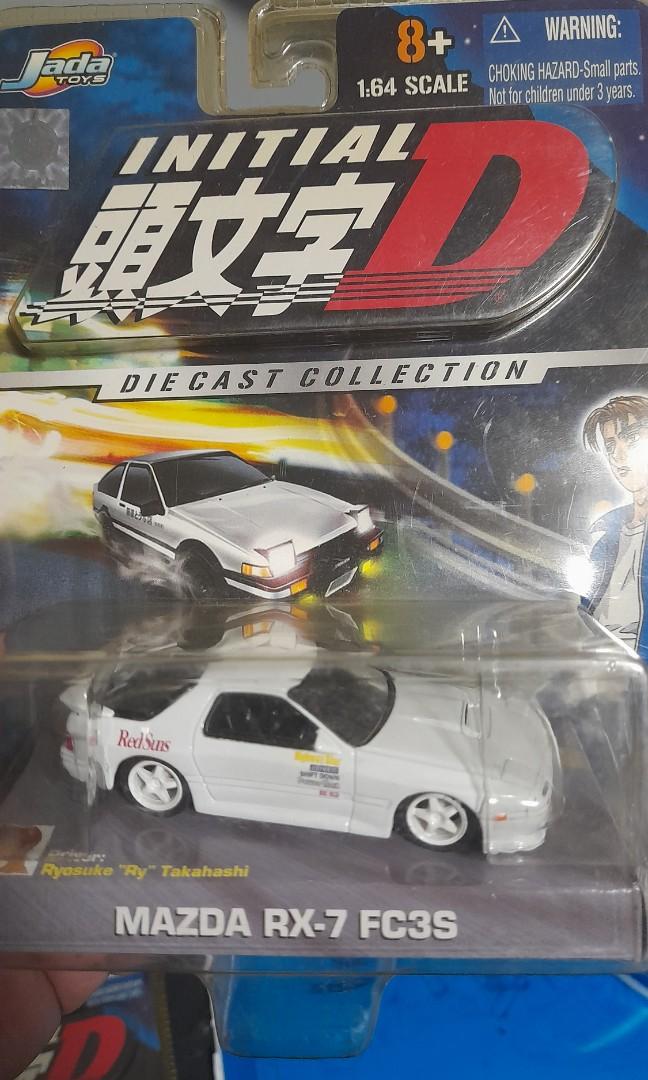 Jada
TOYS
8+
1:64 SCALE
WARNING:
CHOKING HAZARD-Small parts.
Not for children under 3 years.
INITIAL
頭文字D
DIE CAST COLLECTION
RedSuns
Driver:
Ryosuke "Ry" Takahashi
MAZDA RX-7 FC3S